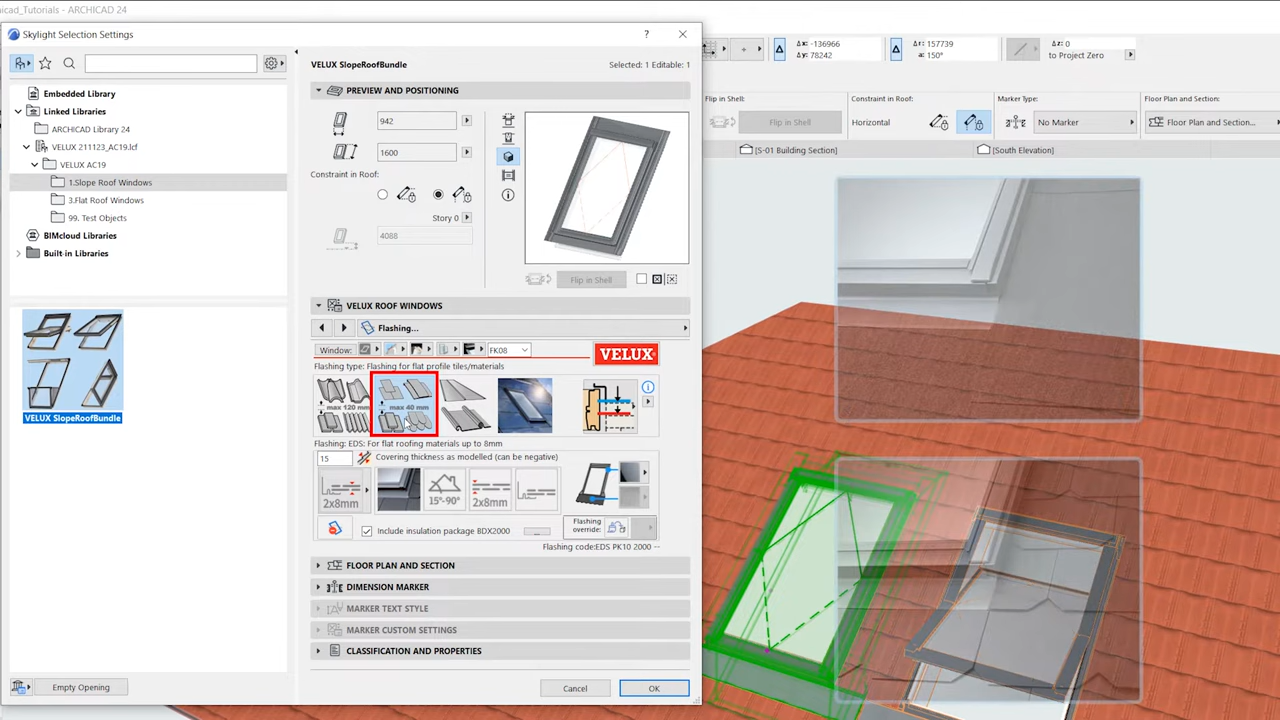 icad_Tutorials - ARCHICAD 24
Skylight Selection Settings
?
VELUX SlopeRoofBundle
Selected: 1 Editable: 1
Embedded Library
Linked Libraries
ARCHICAD Library 24
VELUX 211123_AC19.lcf
VELUX AC19
1.Slope Roof Windows
3.Flat Roof Windows
99. Test Objects
BIMcloud Libraries
Built-in Libraries
VELUX SlopeRoofBundle
Empty Opening
PREVIEW AND POSITIONING
942
1600
Constraint in Roof:
Story 0
4088
Flip in Shell
VELUX ROOF WINDOWS
Flashing...
Window:
FK08
VELUX
Flashing type: Flashing for flat profile tiles/materials
max 120 mm
max 40 mm
Flashing: EDS: For flat roofing materials up to 8mm
15
Covering thickness as modelled (can be negative)
2x8mm
15°-90°
2x8mm
Include insulation package BDX2000
Flashing override:
Flashing code:EDS PK10 2000 --
FLOOR PLAN AND SECTION
DIMENSION MARKER
MARKER TEXT STYLE
MARKER CUSTOM SETTINGS
CLASSIFICATION AND PROPERTIES
Cancel
OK
Δx: -136966
Δy: 78242
Δr: 157739
a: 150°
Δz: 0
to Project Zero
Flip in Shell:
Flip in Shell
Constraint in Roof:
Horizontal
Marker Type:
No Marker
Floor Plan and Section:
Floor Plan and Section...
[S-01 Building Section]
[South Elevation]